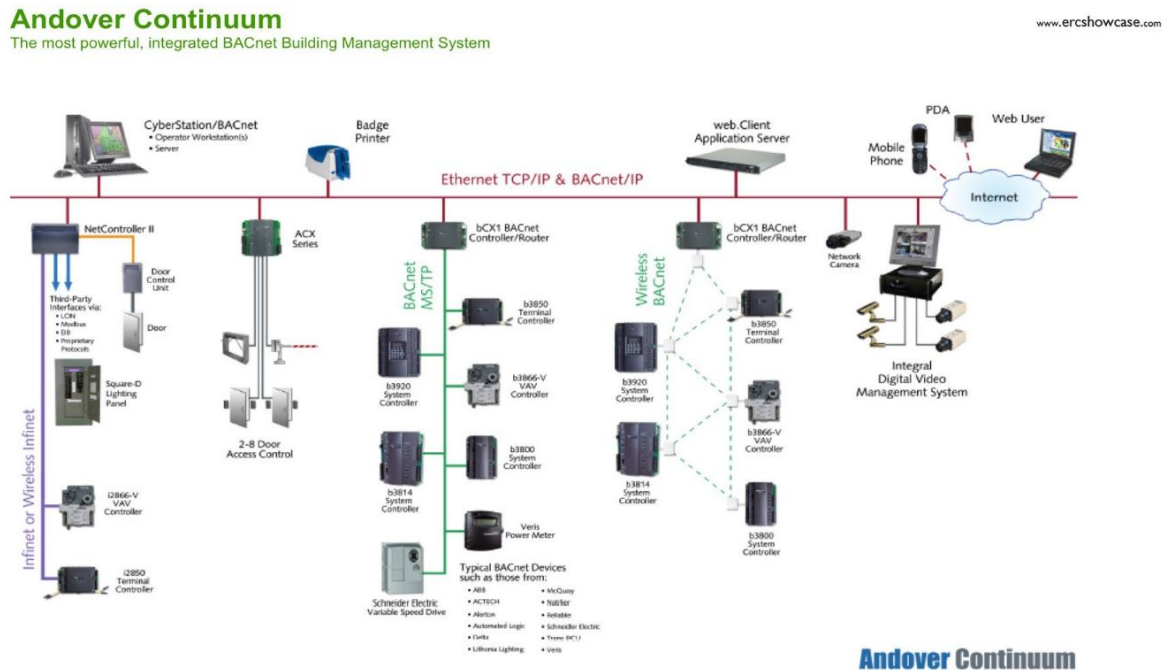 Andover Continuum
www.ercshowcase.com
The most powerful, integrated BACnet Building Management System
CyberStation/BACnet
• Operator Workstation(s)
• Server
Badge
Printer
web.Client
Application Server
PDA
Web User
Mobile
Phone
Ethernet TCP/IP & BACnet/IP
Internet
NetController II
ACX
Series
bCX1 BACnet
Controller/Router
bCX1 BACnet
Controller/Router
Network
Camera
Door
Control
Unit
Third-Party
Interfaces via:
• LON
• Modbus
• Proprietary
Protocols
Door
BACnet
MS/TP
Wireless
BACnet
b3850
Terminal
Controller
b3850
Terminal
Controller
Integral
Digital Video
Management System
Square-D
Lighting
Panel
b3920
System
Controller
b3866-V
VAV
Controller
b3920
System
Controller
b3866-V
VAV
Controller
2-8 Door
Access Control
Infinet or Wireless Infinet
b3814
System
Controller
b3800
System
Controller
b3814
System
Controller
b3800
System
Controller
i2866-V
VAV
Controller
Veris
Power Meter
i2850
Terminal
Controller
Schneider Electric
Variable Speed Drive
Typical BACnet Devices
such as those from:
• ABB
• ACTECH
• Alerton
• Automated Logic
• Delta
• Lithonia Lighting
• McQuay
• Notifier
• Reliable
• Schneider Electric
• Trane BCU
• Veris
Andover Continuum